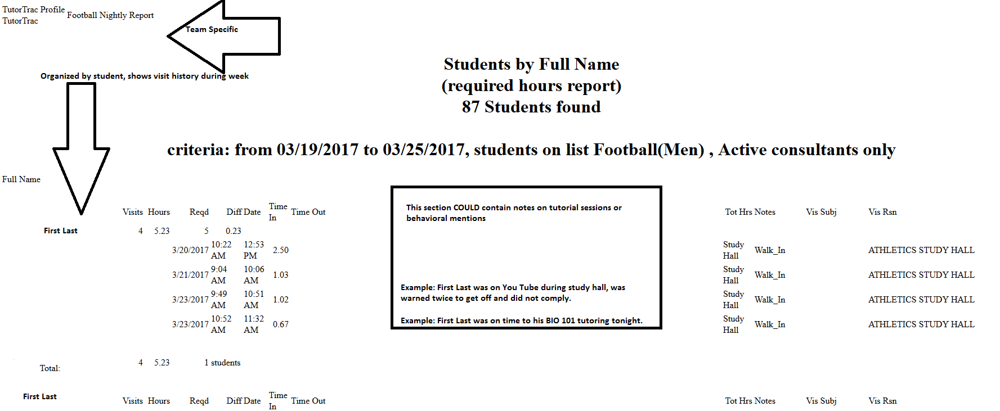 TutorTrac Profile
TutorTrac
Football Nightly Report
Team Specific
Students by Full Name
(required hours report)
87 Students found
Organized by student, shows visit history during week
criteria: from 03/19/2017 to 03/25/2017, students on list Football(Men) , Active consultants only
Full Name
Visits Hours Reqd Diff Date Time In Time Out Tot Hrs Notes Vis Subj Vis Rsn
This section COULD contain notes on tutorial sessions or
behavioral mentions
First Last 4 5.23 5 0.23
3/20/2017 10:22 AM 12:53 PM 2.50 Study Hall Walk_In ATHLETICS STUDY HALL
3/21/2017 9:04 AM 10:06 AM 1.03 Study Hall Walk_In ATHLETICS STUDY HALL
Example: First Last was on You Tube during study hall, was
warned twice to get off and did not comply.
3/23/2017 9:49 AM 10:51 AM 1.02 Study Hall Walk_In ATHLETICS STUDY HALL
3/23/2017 10:52 AM 11:32 AM 0.67 Study Hall Walk_In ATHLETICS STUDY HALL
Example: First Last was on time to his BIO 101 tutoring tonight.
Total: 4 5.23 1 students
First Last
Visits Hours Reqd Diff Date Time In Time Out Tot Hrs Notes Vis Subj Vis Rsn